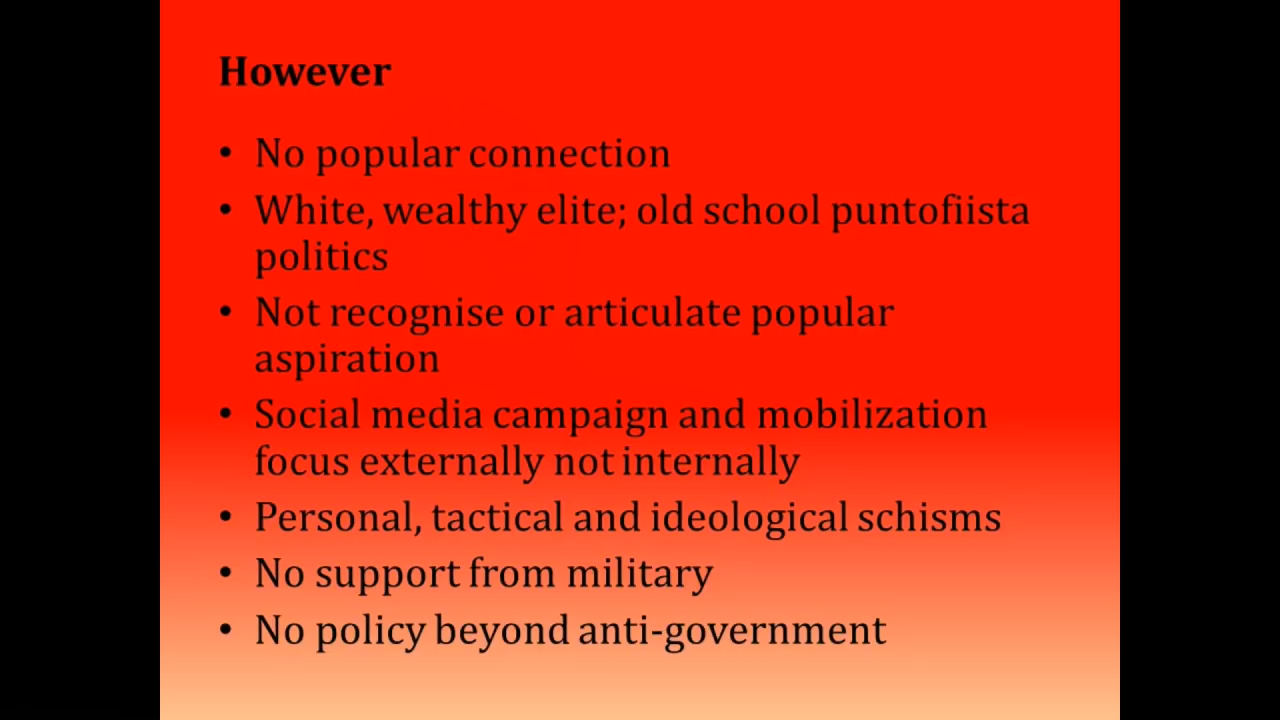 However
• No popular connection
• White, wealthy elite; old school puntofiista
politics
• Not recognise or articulate popular
aspiration
• Social media campaign and mobilization
focus externally not internally
• Personal, tactical and ideological schisms
• No support from military
• No policy beyond anti-government